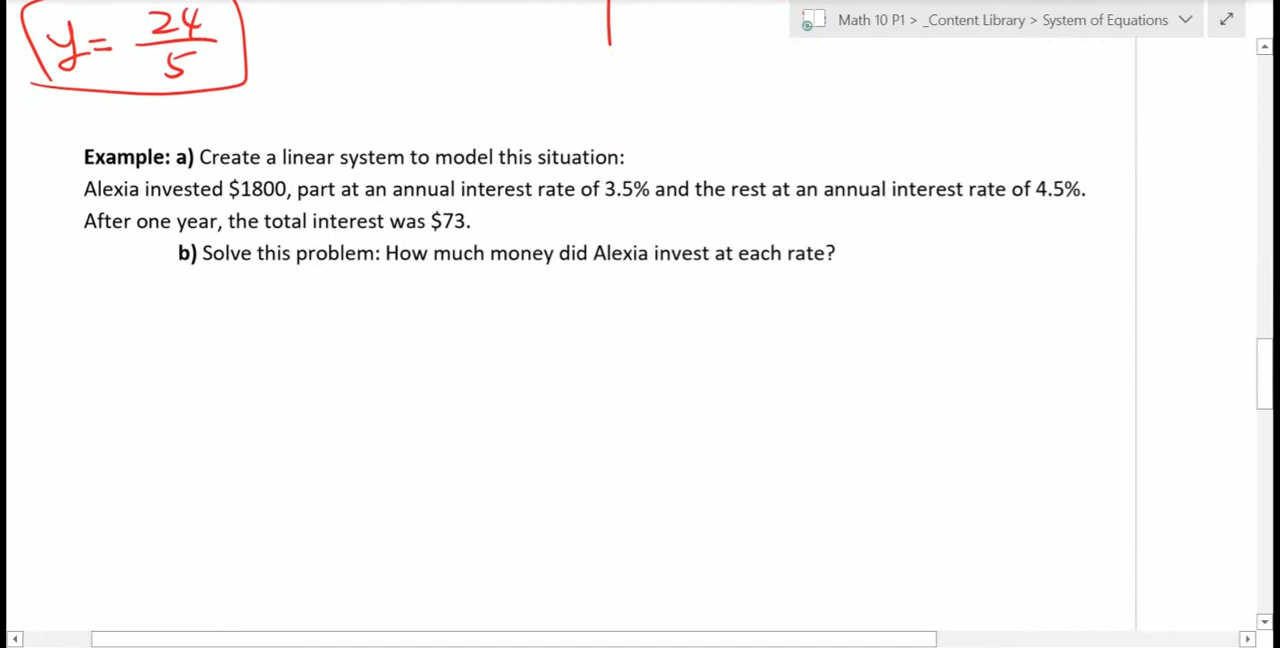 Math 10 P1 > _Content Library > System of Equations
y = 24/5
Example: a) Create a linear system to model this situation:
Alexia invested $1800, part at an annual interest rate of 3.5% and the rest at an annual interest rate of 4.5%.
After one year, the total interest was $73.
b) Solve this problem: How much money did Alexia invest at each rate?